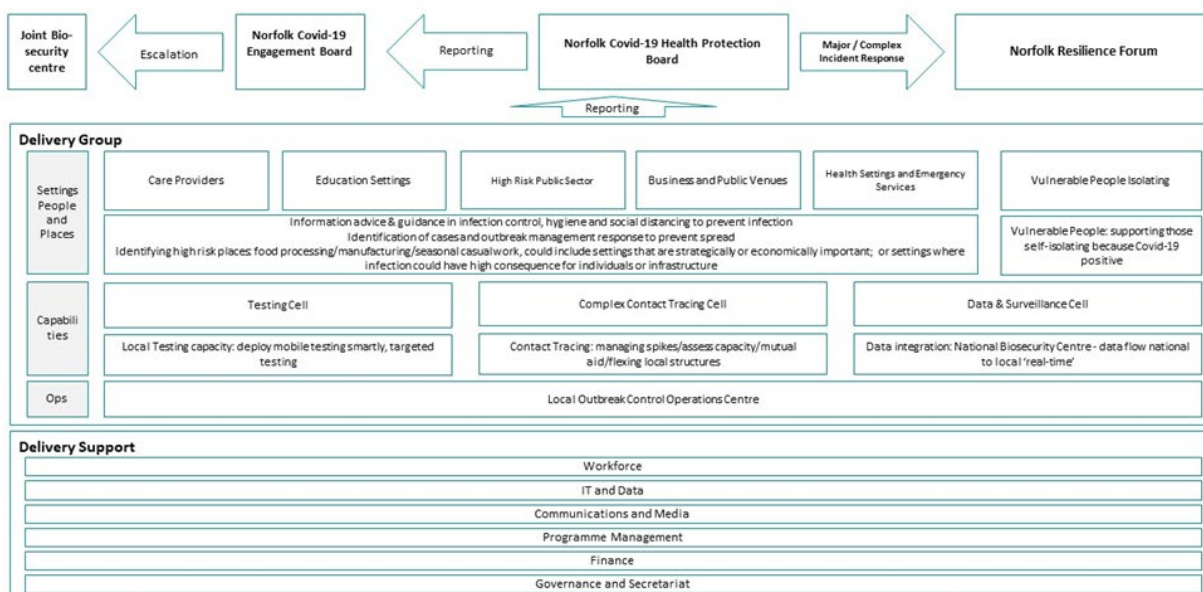 Joint Bio-
security
centre
Escalation
Norfolk Covid-19
Engagement Board
Reporting
Norfolk Covid-19 Health Protection
Board
Major / Complex
Incident Response
Norfolk Resilience Forum
Reporting
Delivery Group
Settings
People
and
Places
Care Providers
Education Settings
High Risk Public Sector
Business and Public Venues
Health Settings and Emergency
Services
Vulnerable People Isolating
Information advice & guidance in infection control, hygiene and social distancing to prevent infection
Identification of cases and outbreak management response to prevent spread
Identifying high risk places: food processing/manufacturing/seasonal casual work, could include settings that are strategically or economically important; or settings where
infection could have high consequence for individuals or infrastructure
Vulnerable People: supporting those
self-isolating because Covid-19
positive
Capabili
ties
Testing Cell
Complex Contact Tracing Cell
Data & Surveillance Cell
Local Testing capacity: deploy mobile testing smartly, targeted
testing
Contact Tracing: managing spikes/assess capacity/mutual
aid/flexing local structures
Data integration: National Biosecurity Centre - data flow national
to local 'real-time'
Ops
Local Outbreak Control Operations Centre
Delivery Support
Workforce
IT and Data
Communications and Media
Programme Management
Finance
Governance and Secretariat